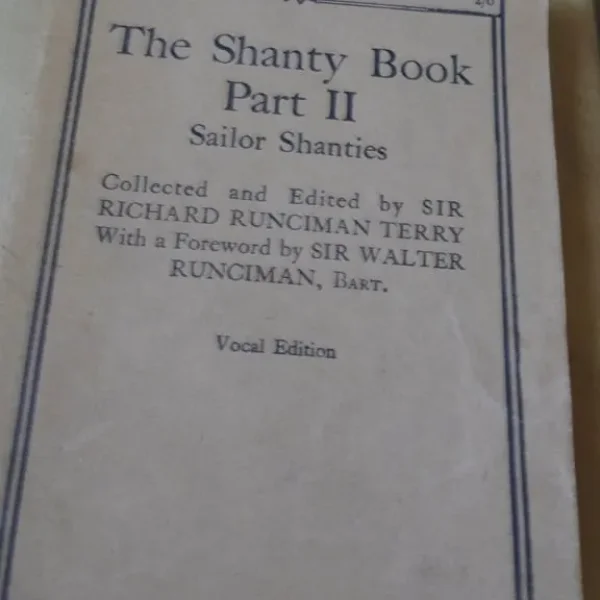 The Shanty Book
Part II
Sailor Shanties
Collected and Edited by SIR
RICHARD RUNCIMAN TERRY
With a Foreword by SIR WALTER
RUNCIMAN, BART.
Vocal Edition